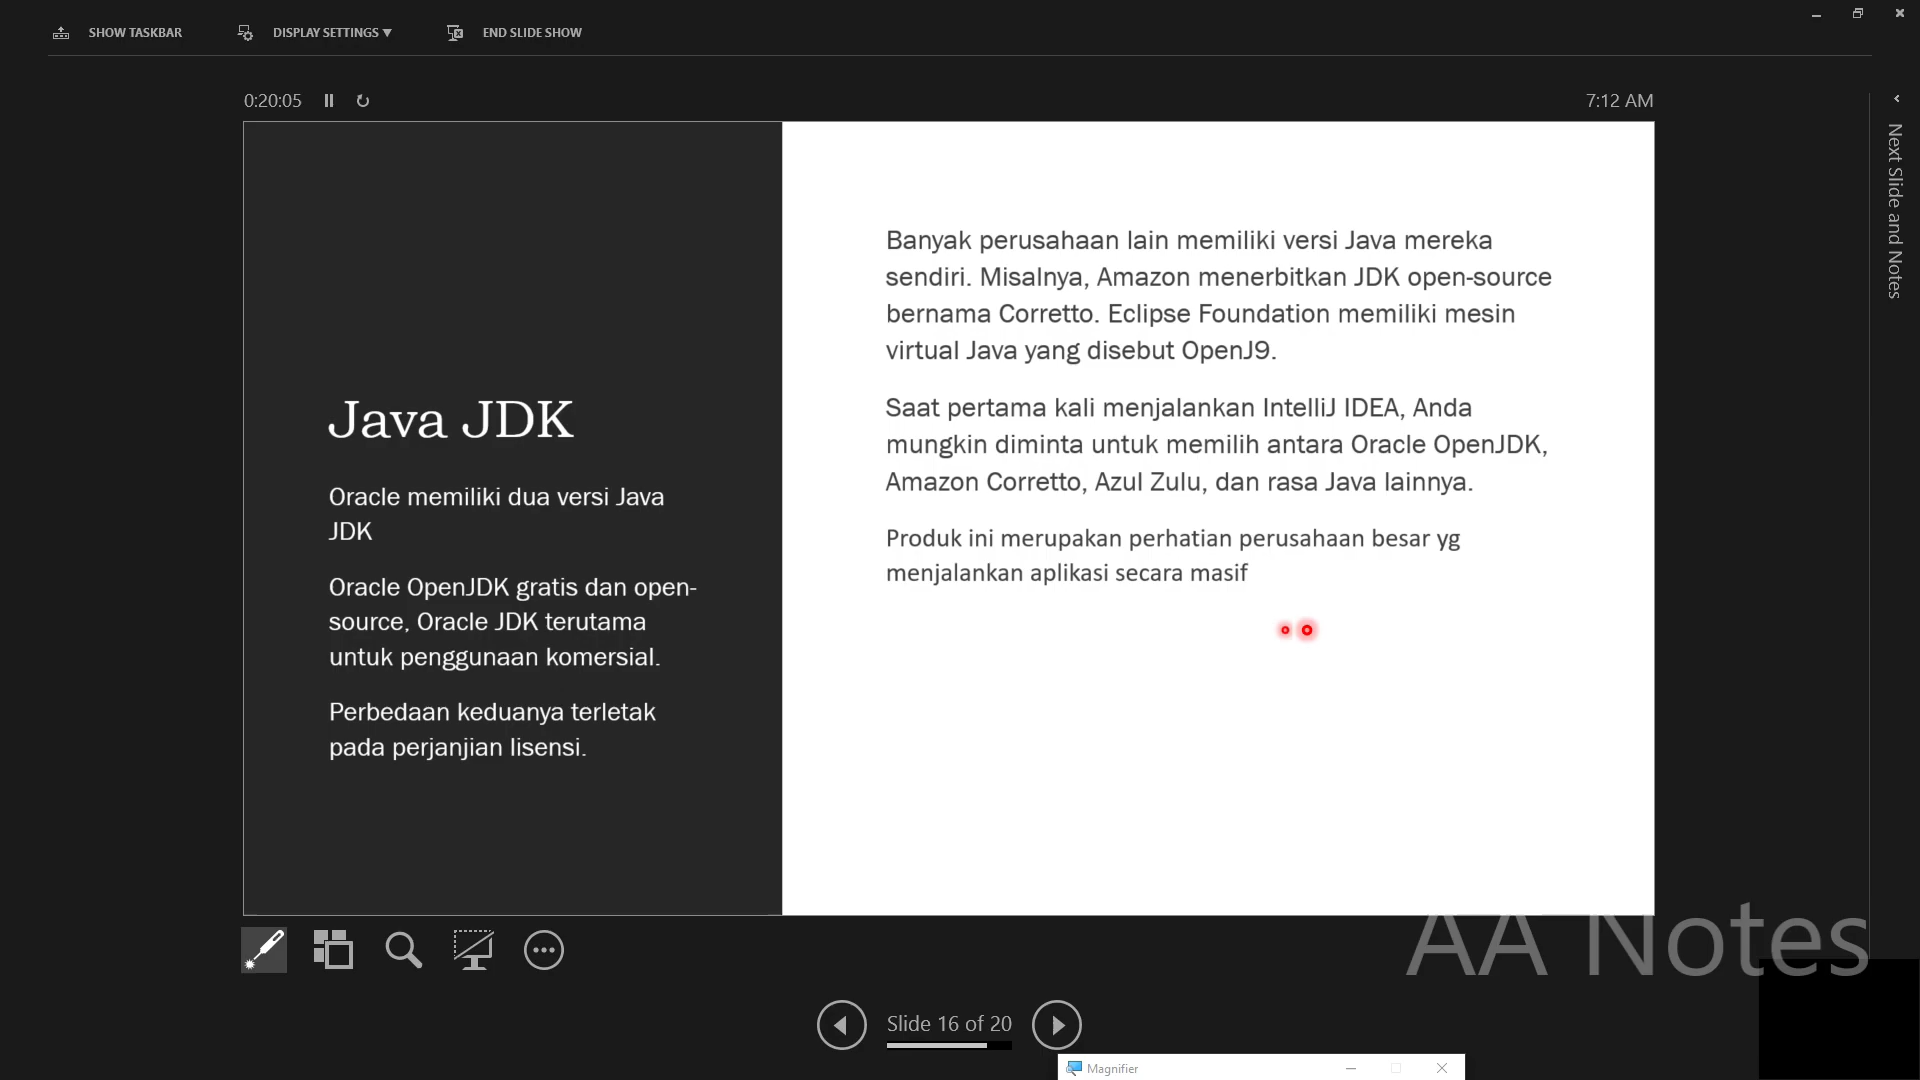 SHOW TASKBAR
DISPLAY SETTINGS
END SLIDE SHOW
0:20:05
7:12 AM
Java JDK
Oracle memiliki dua versi Java
JDK
Oracle OpenJDK gratis dan open-
source, Oracle JDK terutama
untuk penggunaan komersial.
Perbedaan keduanya terletak
pada perjanjian lisensi.
Banyak perusahaan lain memiliki versi Java mereka
sendiri. Misalnya, Amazon menerbitkan JDK open-source
bernama Corretto. Eclipse Foundation memiliki mesin
virtual Java yang disebut OpenJ9.
Saat pertama kali menjalankan IntelliJ IDEA, Anda
mungkin diminta untuk memilih antara Oracle OpenJDK,
Amazon Corretto, Azul Zulu, dan rasa Java lainnya.
Produk ini merupakan perhatian perusahaan besar yg
menjalankan aplikasi secara masif
Next Slide and Notes
AA Notes
Slide 16 of 20
Magnifier